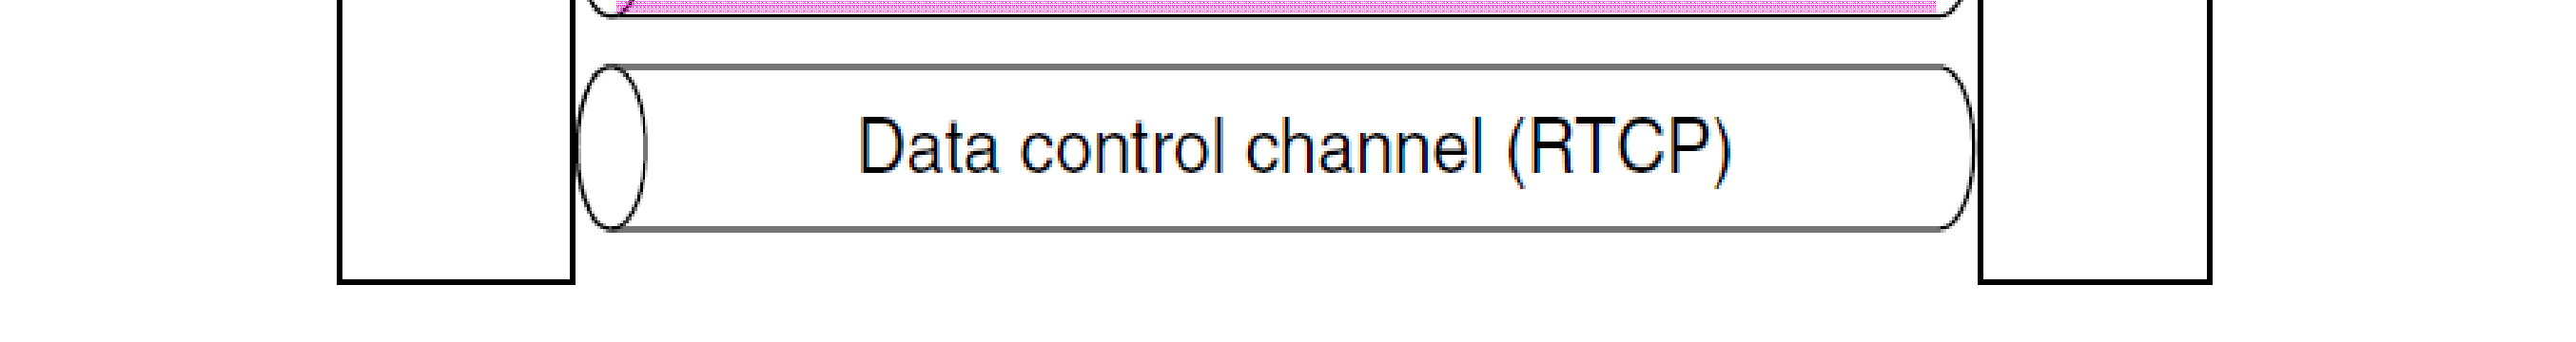 Data control channel (RTCP)